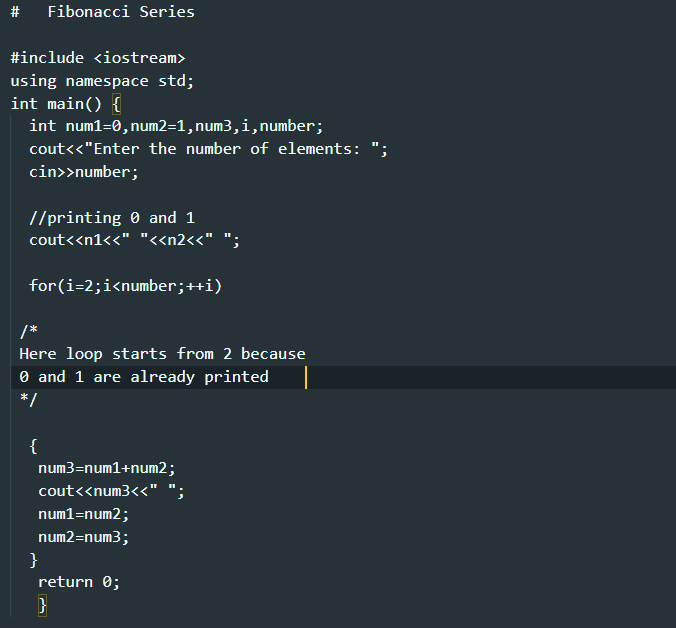 #   Fibonacci Series
#include <iostream>
using namespace std;
int main() {
int num1=0,num2=1,num3,i,number;
cout<<"Enter the number of elements: ";
cin>>number;
//printing 0 and 1
cout<<n1<<" "<<n2<<" ";
for(i=2;i<number;++i)
/*
Here loop starts from 2 because
0 and 1 are already printed
*/
{
num3=num1+num2;
cout<<num3<<" ";
num1=num2;
num2=num3;
}
return 0;
}